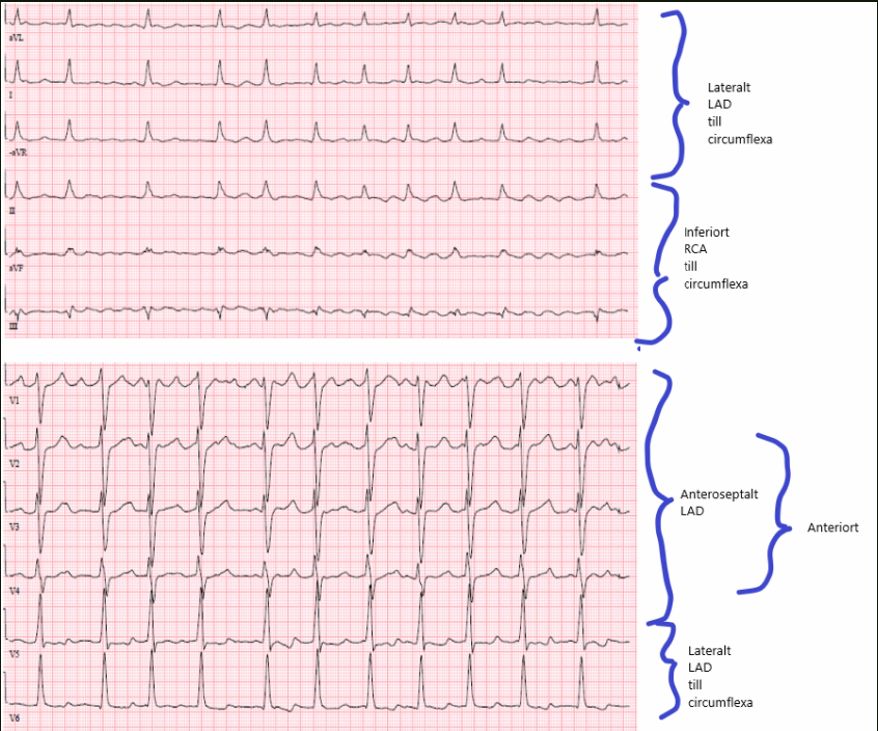 aVL
I
-aVR
II
aVF
III
Lateralt
LAD
till
circumflexa
Inferiort
RCA
till
circumflexa
V1
V2
V3
V4
V5
V6
Anteroseptalt
LAD
Anteriort
Lateralt
LAD
till
circumflexa